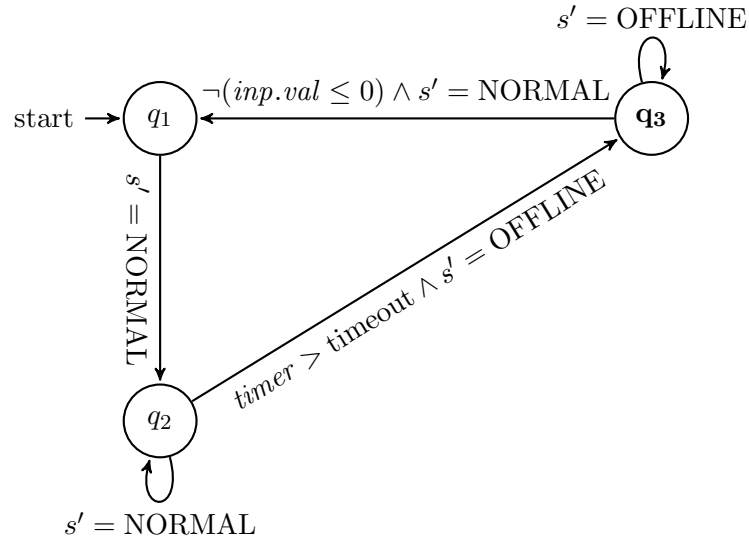 s′ = OFFLINE
¬(inp.val ≤ 0) ∧ s′ = NORMAL
start
q₁
q₃
s′ = NORMAL
timer > timeout ∧ s′ = OFFLINE
q₂
s′ = NORMAL